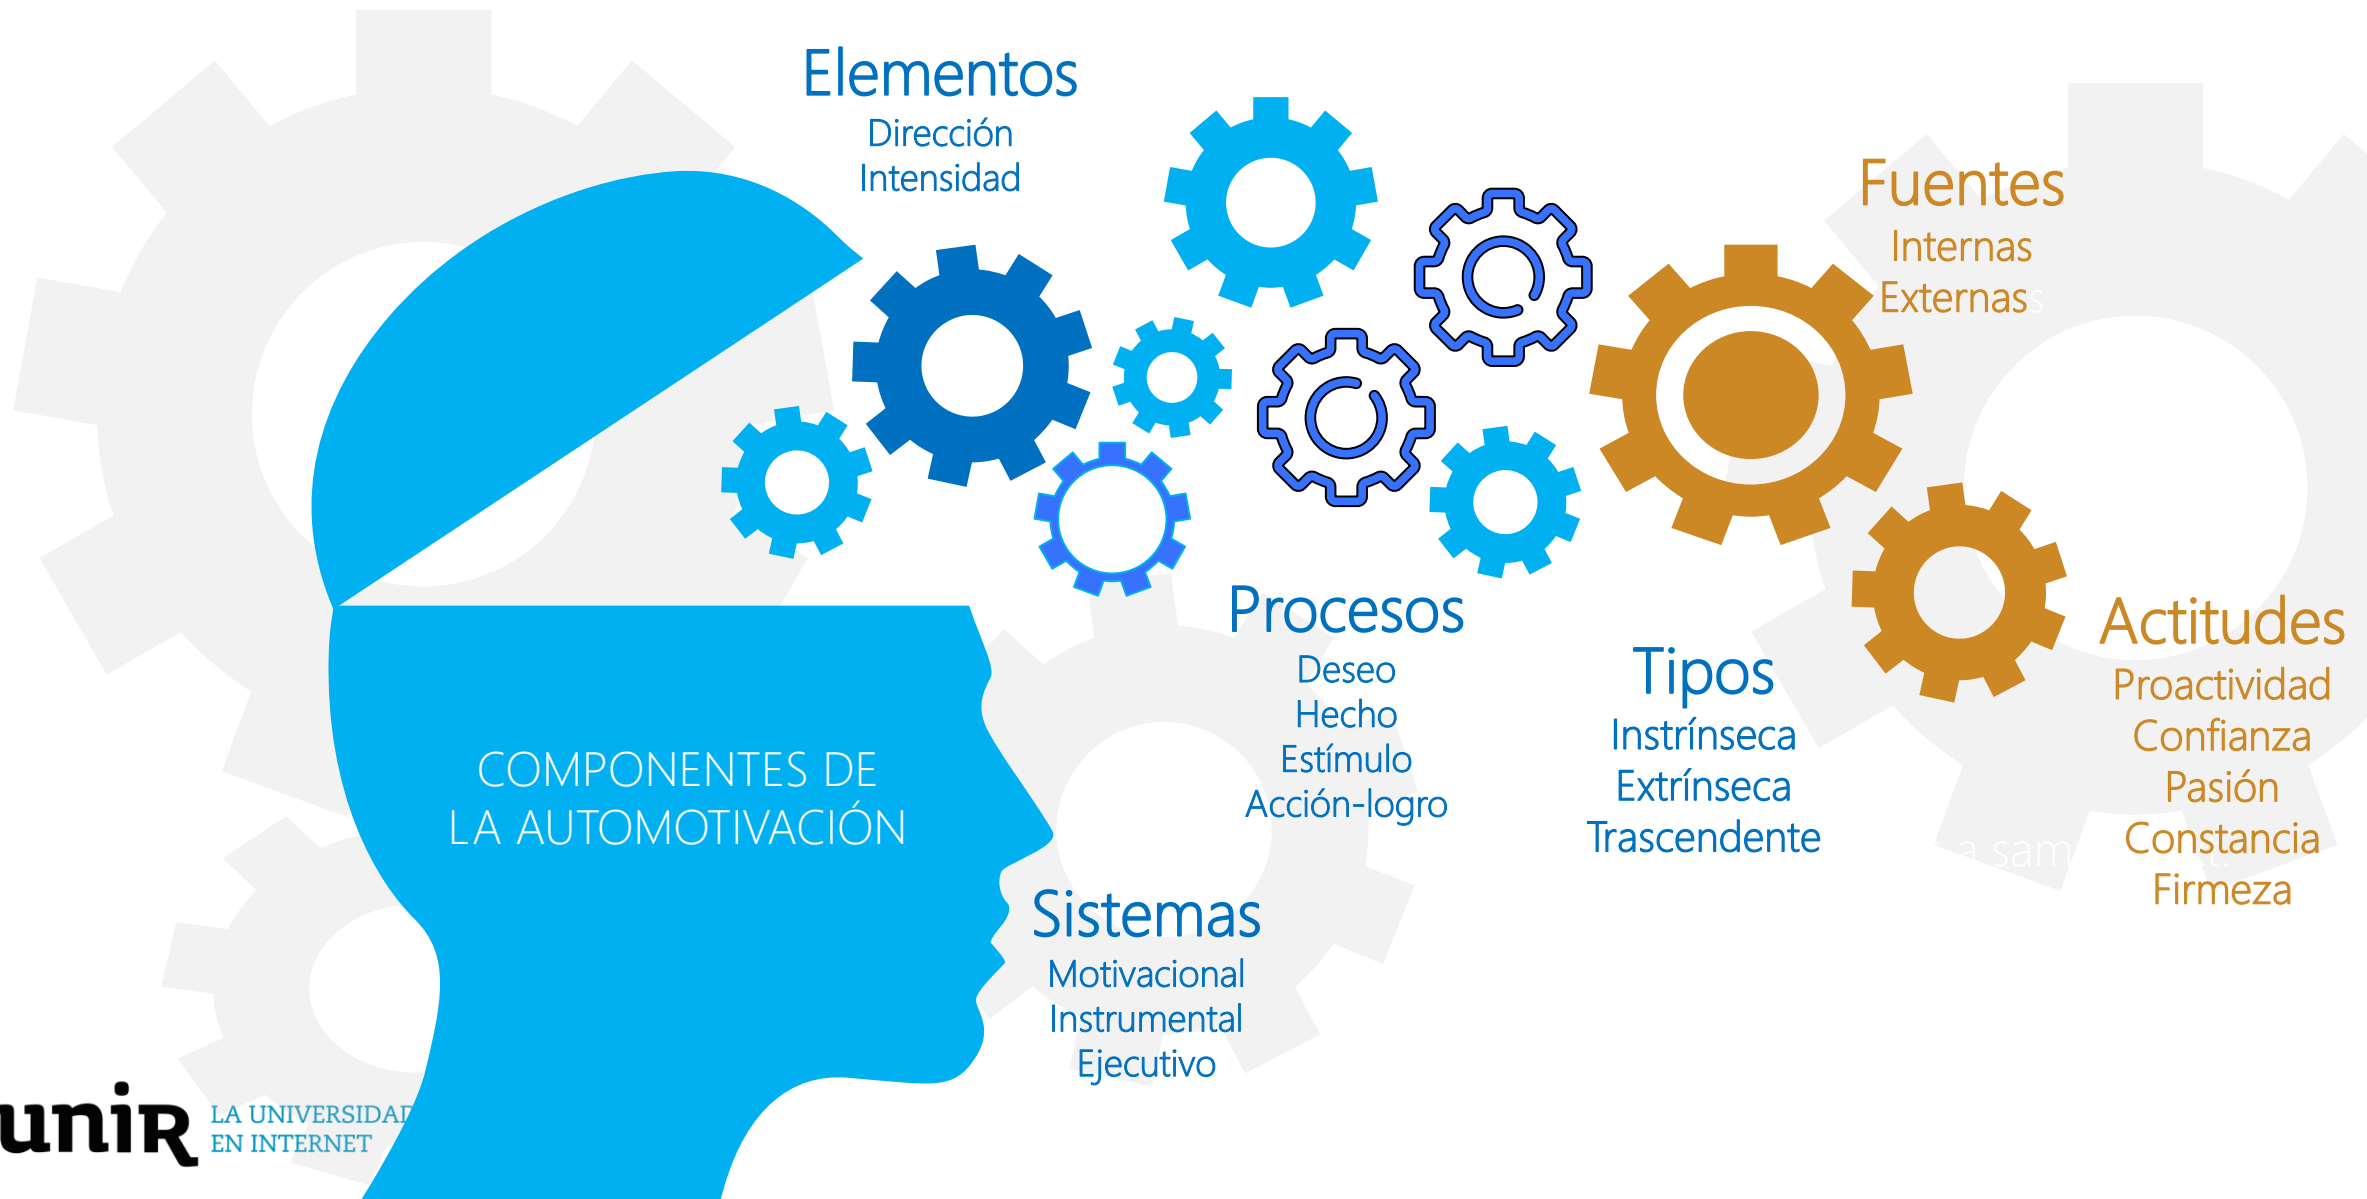 Elementos
Dirección
Intensidad
Fuentes
Internas
Externas
Procesos
Deseo
Hecho
Estímulo
Acción-logro
Tipos
Instrínseca
Extrínseca
Trascendente
Actitudes
Proactividad
Confianza
Pasión
Constancia
Firmeza
COMPONENTES DE
LA AUTOMOTIVACIÓN
Sistemas
Motivacional
Instrumental
Ejecutivo
unir
LA UNIVERSIDAD
EN INTERNET